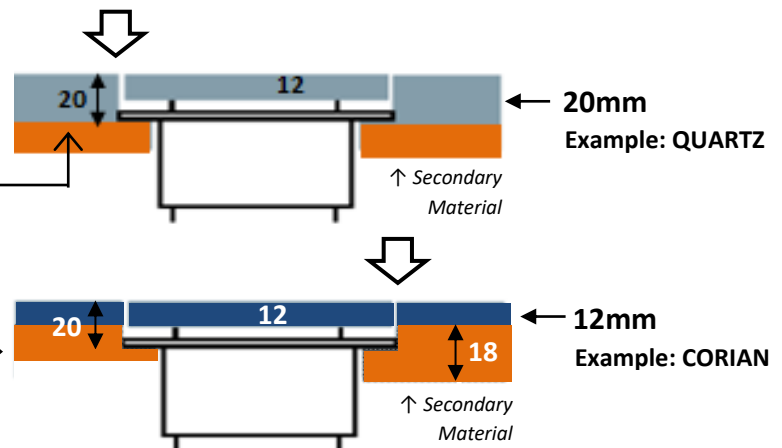 20
12
20mm
Example: QUARTZ
↑ Secondary
Material
20
12
12mm
18
Example: CORIAN
↑ Secondary
Material